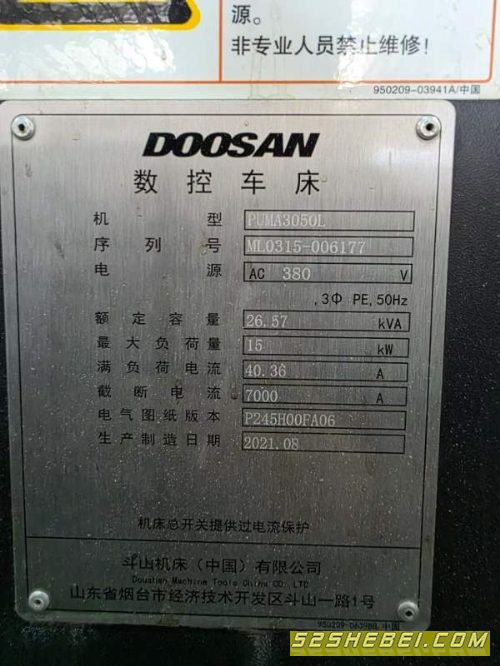 源。
非专业人员禁止维修！
950209-03941A/中国
DOOSAN
数控车床
机 型 PUMA3050L
序 列 号 ML0315-006177
电 源 AC 380 V
,3Φ PE,50Hz
额 定 容 量 26.57 kVA
最 大 负 荷 量 15 kW
满 负 荷 电 流 40.36 A
截 断 电 流 7000 A
电气图纸版本 P245H00FA06
生产制造日期 2021.08
机床总开关提供过电流保护
斗山机床（中国）有限公司
Machine Tools China CO., LTD
山东省烟台市经济技术开发区斗山一路1号
52SHEBEI.COM